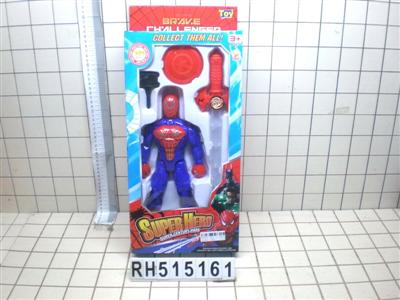 Toy
BRAVE
CHALLENGER
COLLECT THEM ALL!
3+
SUPER HERO
RH515161